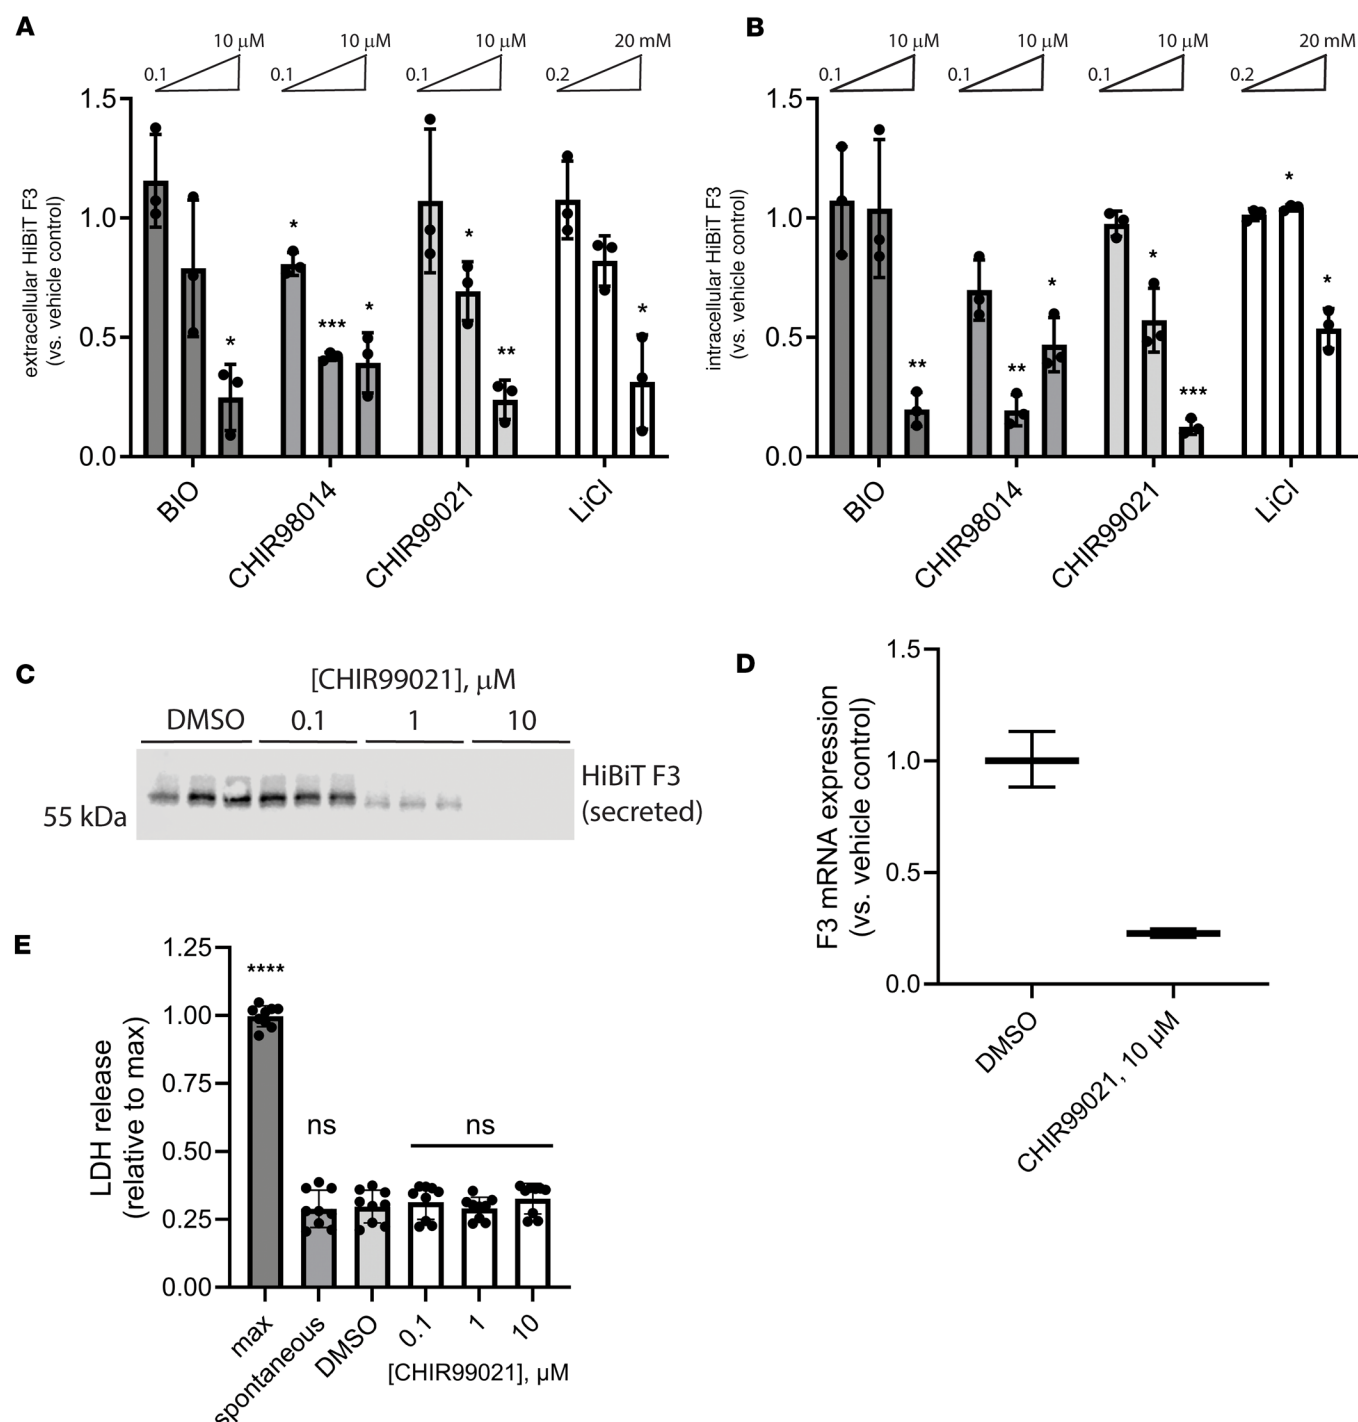 A
10 μM
10 μM
10 μM
20 mM
0.1
0.1
0.1
0.2
1.5
1.0
0.5
0.0
extracellular HiBiT F3
(vs. vehicle control)
*
*
***
*
*
**
*
BIO
CHIR98014
CHIR99021
LiCl
B
10 μM
10 μM
10 μM
20 mM
0.1
0.1
0.1
0.2
1.5
1.0
0.5
0.0
intracellular HiBiT F3
(vs. vehicle control)
**
**
*
*
***
*
*
BIO
CHIR98014
CHIR99021
LiCl
C
[CHIR99021], μM
DMSO
0.1
1
10
55 kDa
HiBiT F3
(secreted)
D
1.5
1.0
0.5
0.0
F3 mRNA expression
(vs. vehicle control)
DMSO
CHIR99021, 10 μM
E
1.25
1.00
0.75
0.50
0.25
0.00
LDH release
(relative to max)
****
ns
ns
max
spontaneous
DMSO
0.1
1
10
[CHIR99021], μM